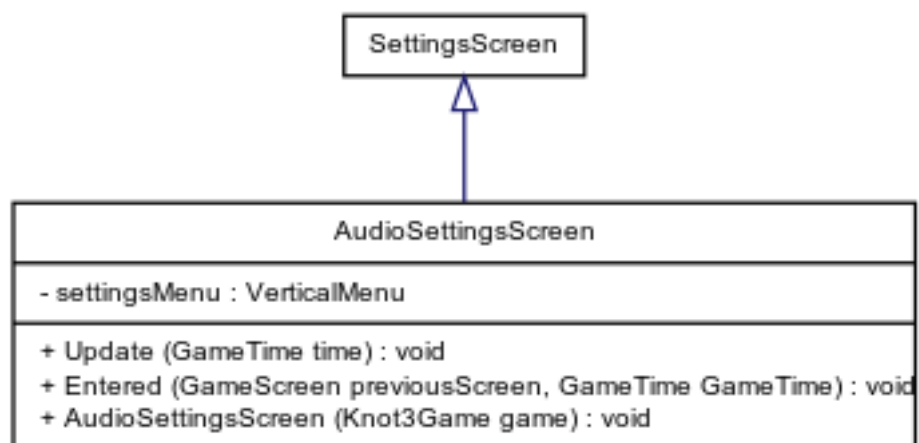 SettingsScreen
AudioSettingsScreen
- settingsMenu : VerticalMenu
+ Update (GameTime time) : void
+ Entered (GameScreen previousScreen, GameTime GameTime) : void
+ AudioSettingsScreen (Knot3Game game) : void